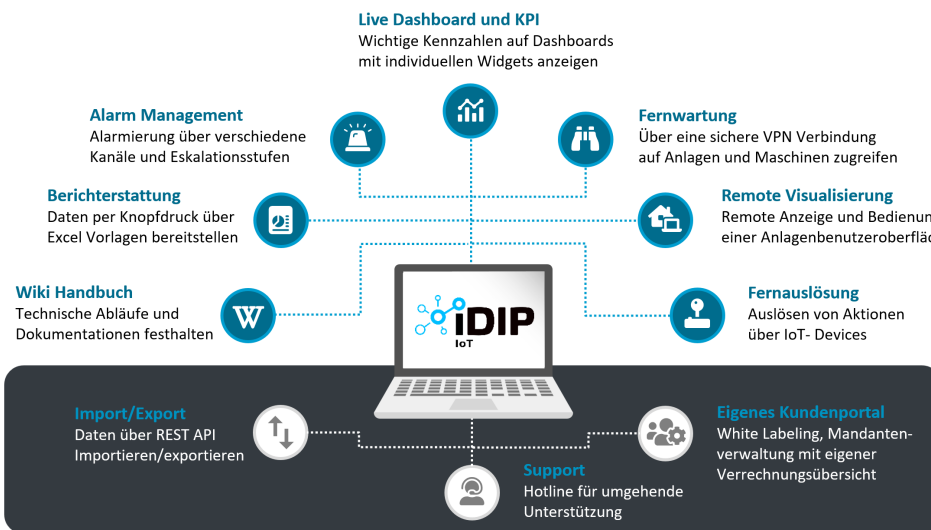 Live Dashboard und KPI
Wichtige Kennzahlen auf Dashboards
mit individuellen Widgets anzeigen
Alarm Management
Alarmierung über verschiedene
Kanäle und Eskalationsstufen
Fernwartung
Über eine sichere VPN Verbindung
auf Anlagen und Maschinen zugreifen
Berichterstattung
Daten per Knopfdruck über
Excel Vorlagen bereitstellen
Remote Visualisierung
Remote Anzeige und Bedienun
einer Anlagenbenutzeroberfläc
Wiki Handbuch
Technische Abläufe und
Dokumentationen festhalten
W
iDIP
IoT
Fernauslösung
Auslösen von Aktionen
über IoT- Devices
Import/Export
Daten über REST API
Importieren/exportieren
Eigenes Kundenportal
White Labeling, Mandanten-
verwaltung mit eigener
Verrechnungsübersicht
Support
Hotline für umgehende
Unterstützung